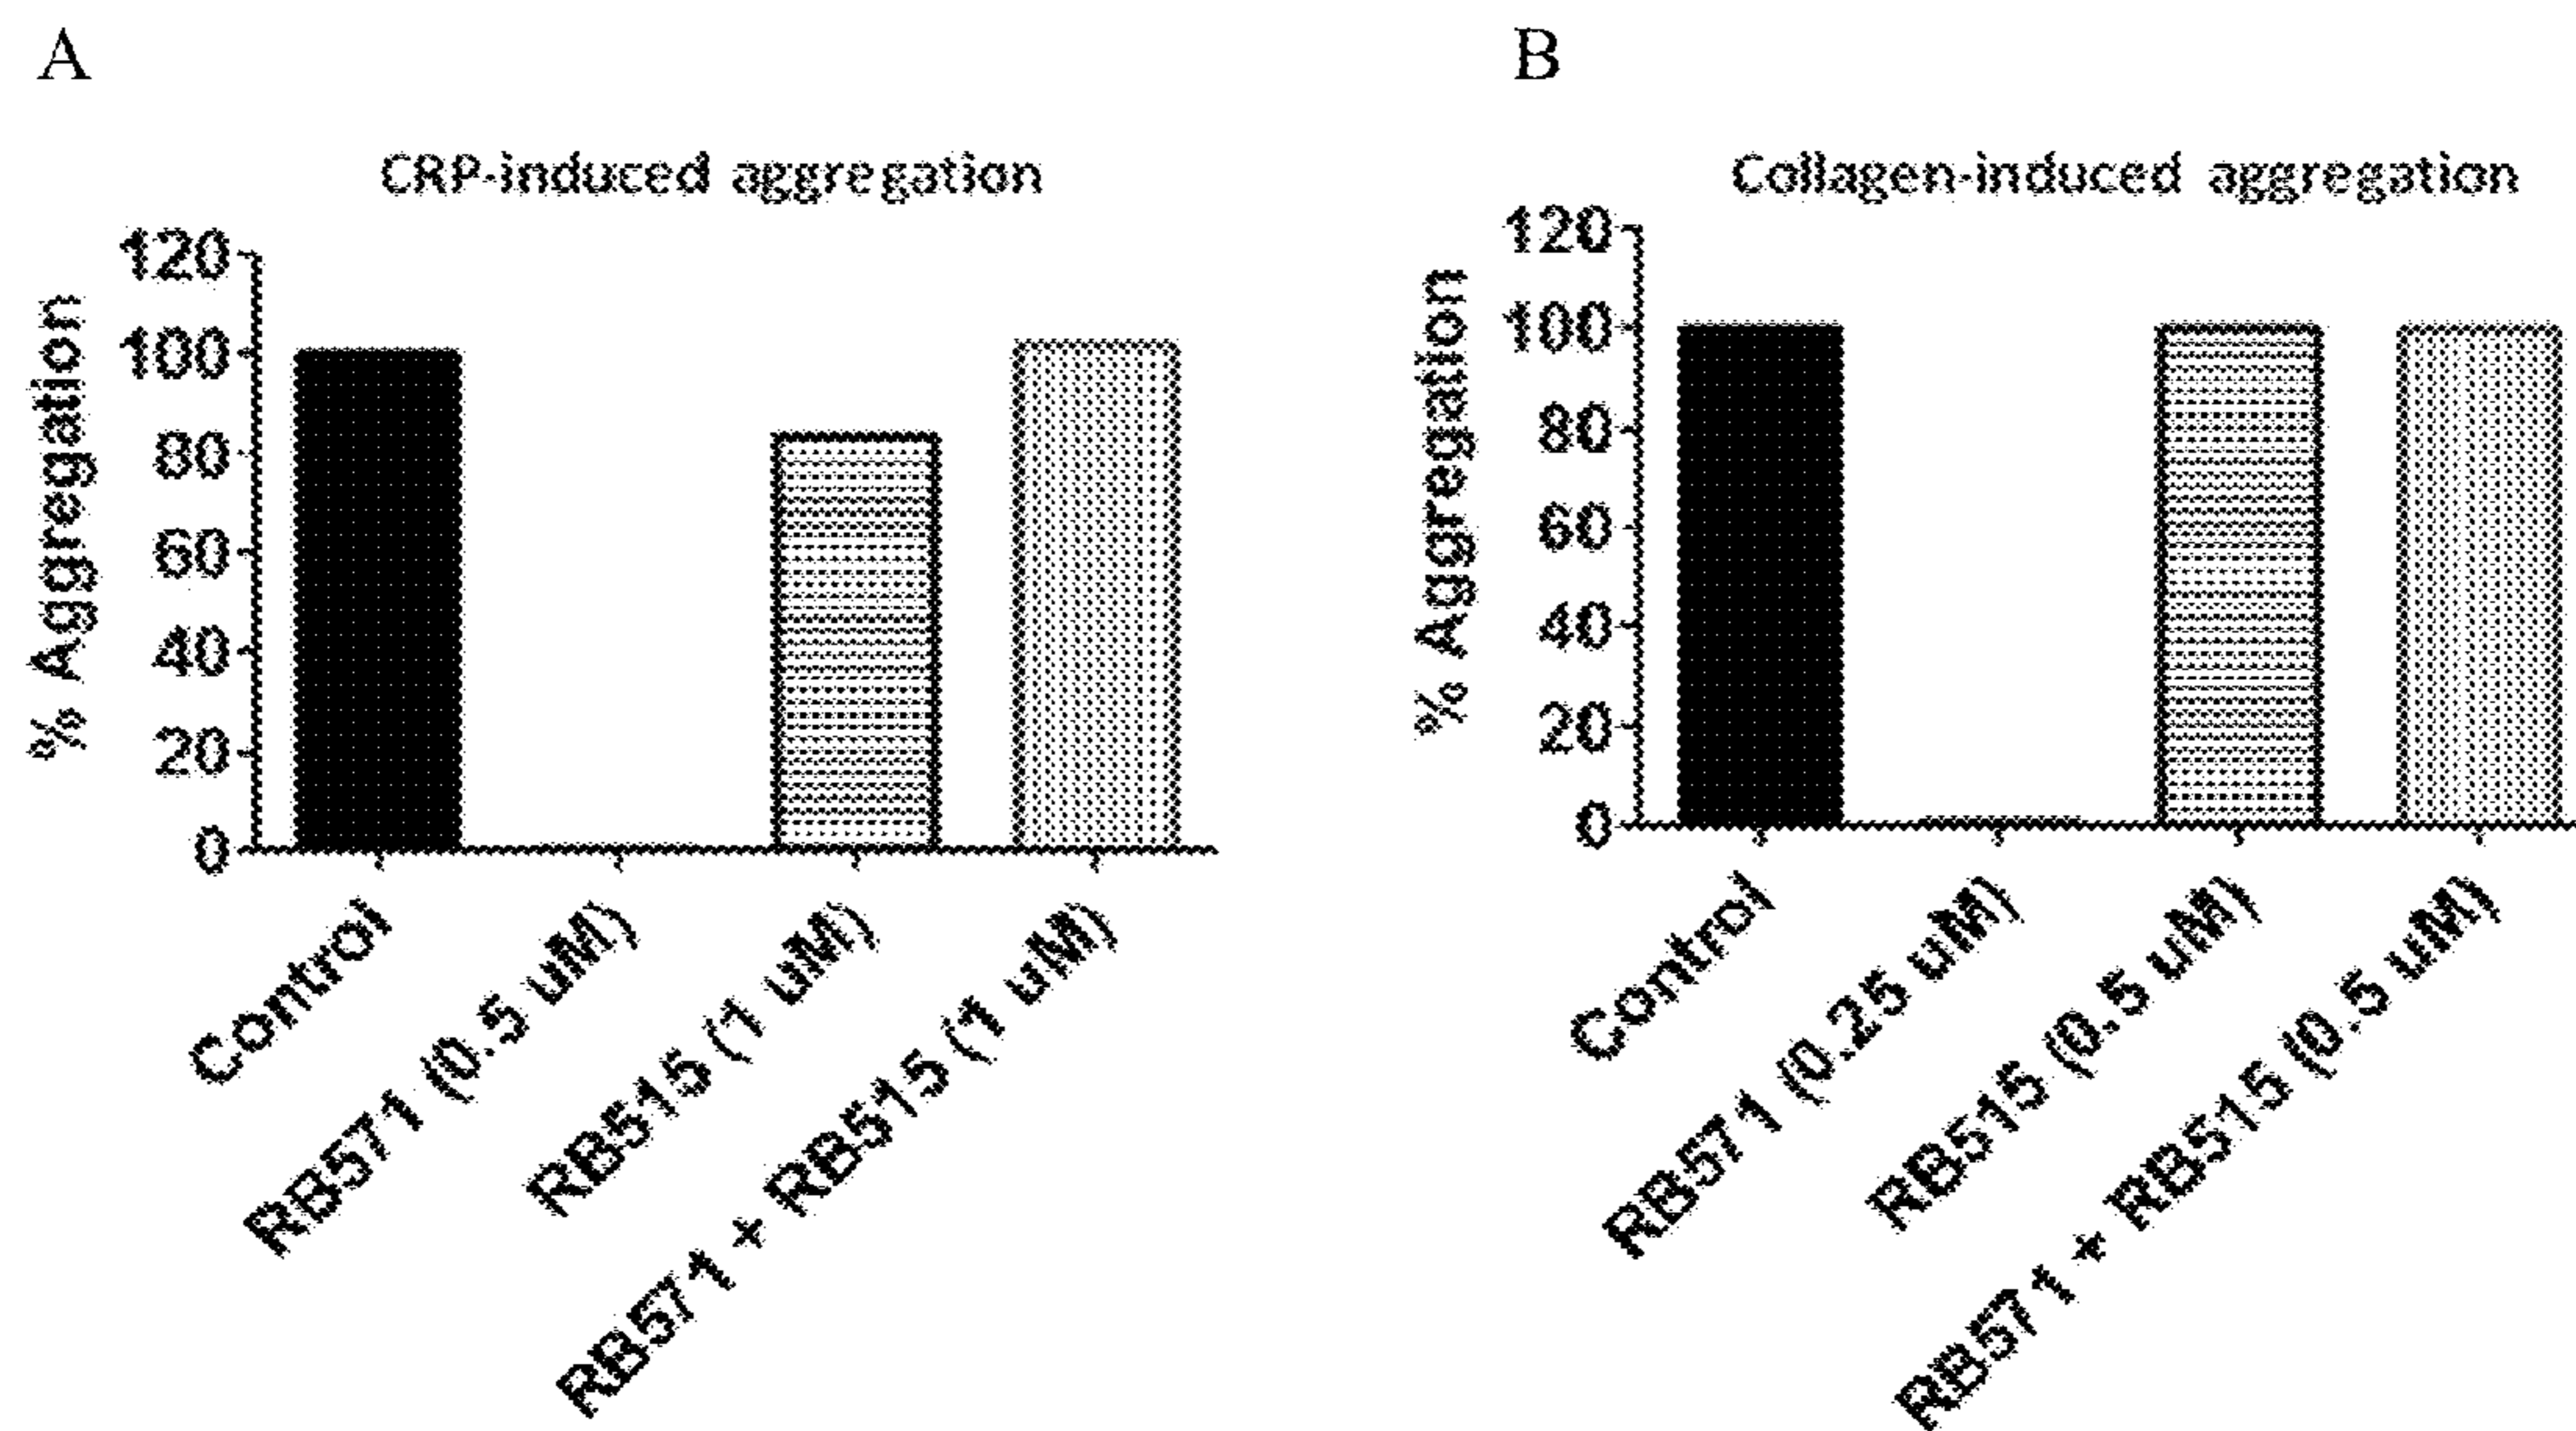 A
CRP-induced aggregation
% Aggregation
120
100
80
60
40
20
0
Control
RB571 (0.5 uM)
RB515 (1 uM)
RB571 + RB515 (1 uM)
B
Collagen-induced aggregation
% Aggregation
120
100
80
60
40
20
0
Control
RB571 (0.25 uM)
RB515 (0.5 uM)
RB571 + RB515 (0.5 uM)